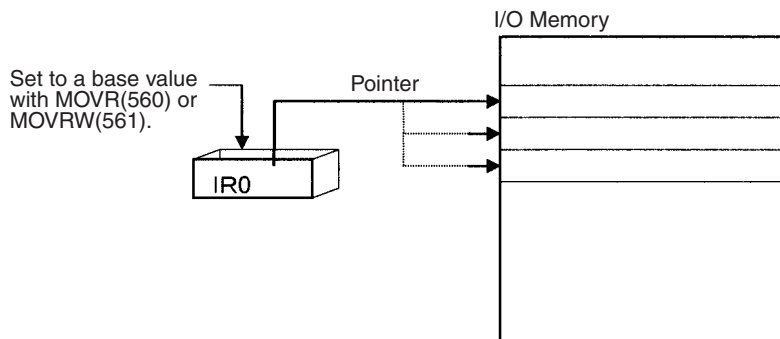 I/O Memory
Set to a base value
with MOVR(560) or
MOVRW(561).
Pointer
IR0